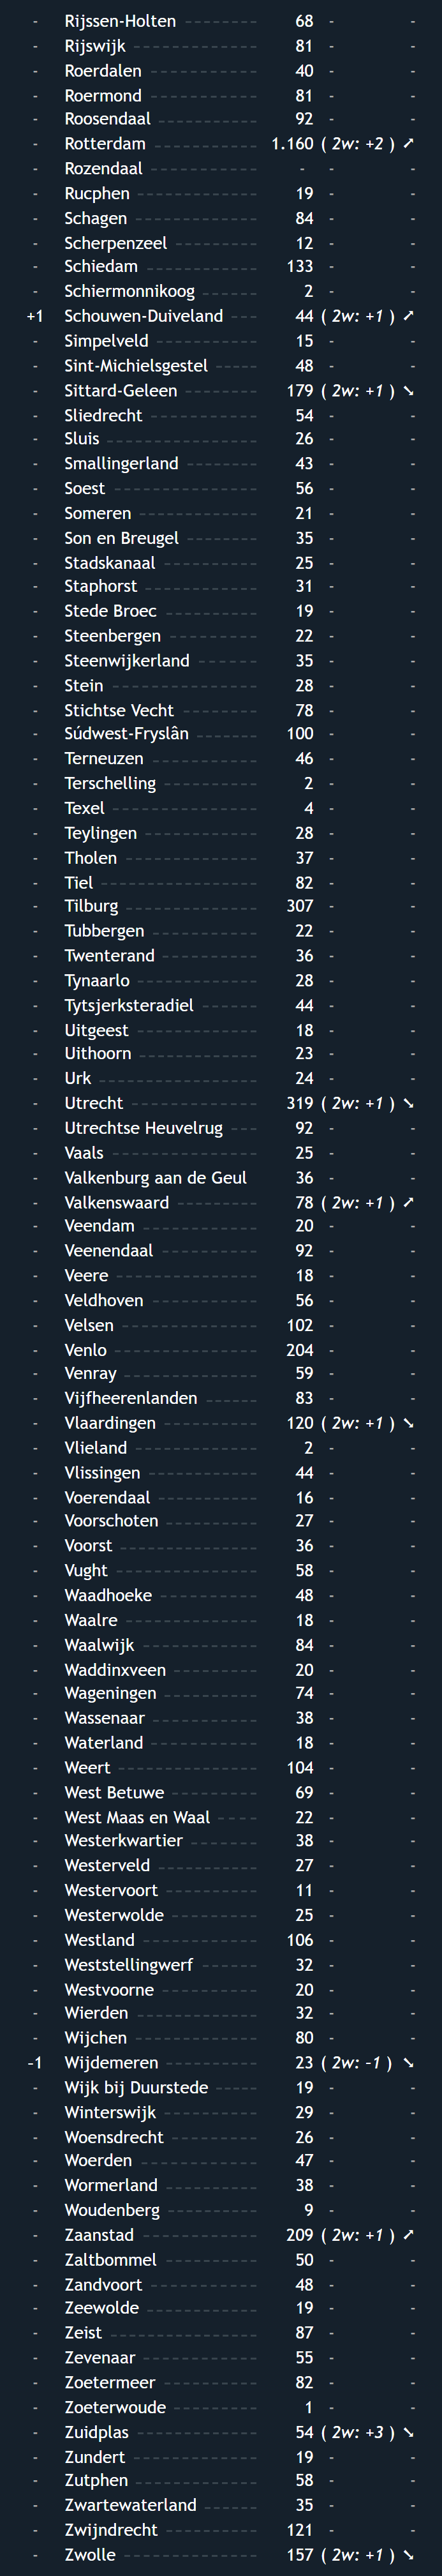 - Rijssen-Holten 68 - -
- Rijswijk 81 - -
- Roerdalen 40 - -
- Roermond 81 - -
- Roosendaal 92 - -
- Rotterdam 1.160 ( 2w: +2 ) ➚
- Rozendaal - - -
- Rucphen 19 - -
- Schagen 84 - -
- Scherpenzeel 12 - -
- Schiedam 133 - -
- Schiermonnikoog 2 - -
+1 Schouwen-Duiveland 44 ( 2w: +1 ) ➚
- Simpelveld 15 - -
- Sint-Michielsgestel 48 - -
- Sittard-Geleen 179 ( 2w: +1 ) ➘
- Sliedrecht 54 - -
- Sluis 26 - -
- Smallingerland 43 - -
- Soest 56 - -
- Someren 21 - -
- Son en Breugel 35 - -
- Stadskanaal 25 - -
- Staphorst 31 - -
- Stede Broec 19 - -
- Steenbergen 22 - -
- Steenwijkerland 35 - -
- Stein 28 - -
- Stichtse Vecht 78 - -
- Súdwest-Fryslân 100 - -
- Terneuzen 46 - -
- Terschelling 2 - -
- Texel 4 - -
- Teylingen 28 - -
- Tholen 37 - -
- Tiel 82 - -
- Tilburg 307 - -
- Tubbergen 22 - -
- Twenterand 36 - -
- Tynaarlo 28 - -
- Tytsjerksteradiel 44 - -
- Uitgeest 18 - -
- Uithoorn 23 - -
- Urk 24 - -
- Utrecht 319 ( 2w: +1 ) ➘
- Utrechtse Heuvelrug 92 - -
- Vaals 25 - -
- Valkenburg aan de Geul 36 - -
- Valkenswaard 78 ( 2w: +1 ) ➚
- Veendam 20 - -
- Veenendaal 92 - -
- Veere 18 - -
- Veldhoven 56 - -
- Velsen 102 - -
- Venlo 204 - -
- Venray 59 - -
- Vijfheerenlanden 83 - -
- Vlaardingen 120 ( 2w: +1 ) ➘
- Vlieland 2 - -
- Vlissingen 44 - -
- Voerendaal 16 - -
- Voorschoten 27 - -
- Voorst 36 - -
- Vught 58 - -
- Waadhoeke 48 - -
- Waalre 18 - -
- Waalwijk 84 - -
- Waddinxveen 20 - -
- Wageningen 74 - -
- Wassenaar 38 - -
- Waterland 18 - -
- Weert 104 - -
- West Betuwe 69 - -
- West Maas en Waal 22 - -
- Westerkwartier 38 - -
- Westerveld 27 - -
- Westervoort 11 - -
- Westerwolde 25 - -
- Westland 106 - -
- Weststellingwerf 32 - -
- Westvoorne 20 - -
- Wierden 32 - -
- Wijchen 80 - -
-1 Wijdemeren 23 ( 2w: -1 ) ➘
- Wijk bij Duurstede 19 - -
- Winterswijk 29 - -
- Woensdrecht 26 - -
- Woerden 47 - -
- Wormerland 38 - -
- Woudenberg 9 - -
- Zaanstad 209 ( 2w: +1 ) ➚
- Zaltbommel 50 - -
- Zandvoort 48 - -
- Zeewolde 19 - -
- Zeist 87 - -
- Zevenaar 55 - -
- Zoetermeer 82 - -
- Zoeterwoude 1 - -
- Zuidplas 54 ( 2w: +3 ) ➘
- Zundert 19 - -
- Zutphen 58 - -
- Zwartewaterland 35 - -
- Zwijndrecht 121 - -
- Zwolle 157 ( 2w: +1 ) ➘